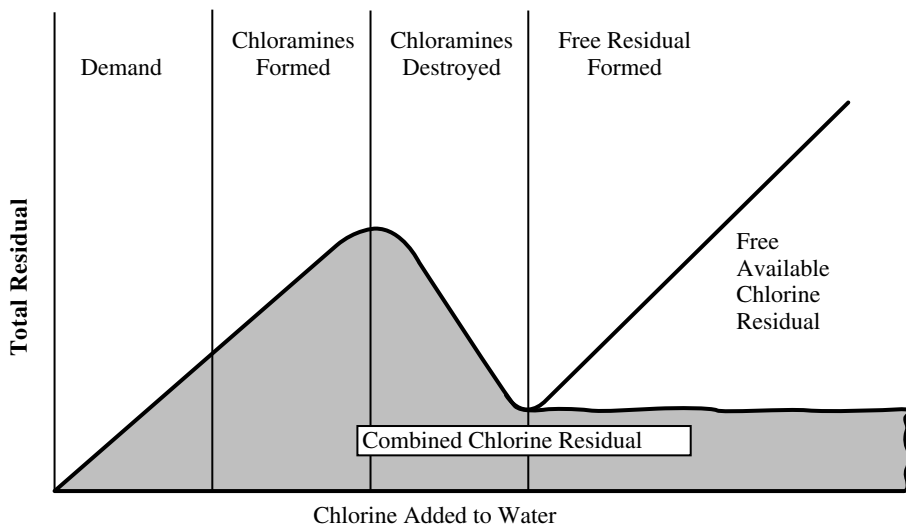 Demand
Chloramines
Formed
Chloramines
Destroyed
Free Residual
Formed
Total Residual
Free
Available
Chlorine
Residual
Combined Chlorine Residual
Chlorine Added to Water